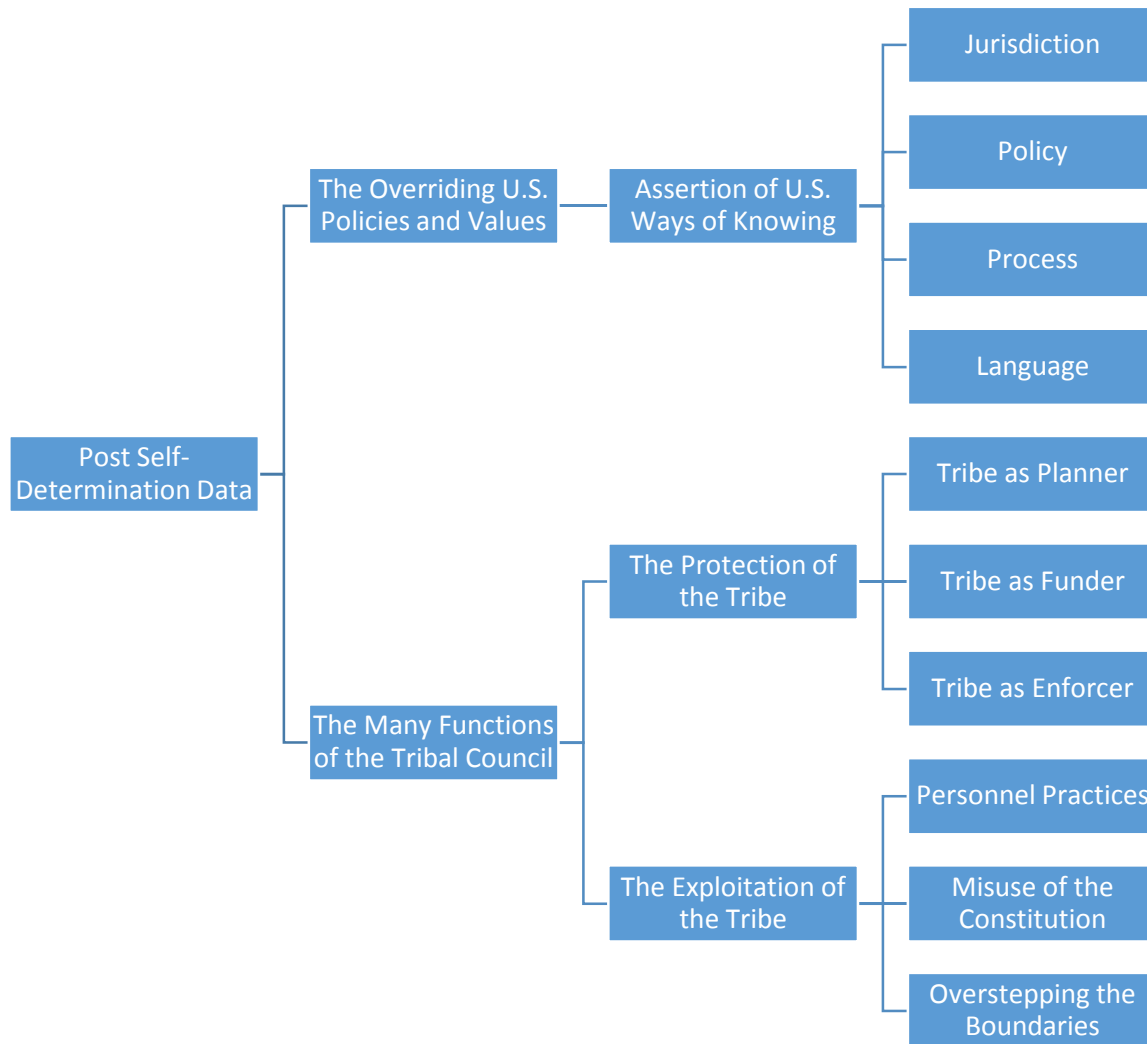 Post Self-
Determination Data
The Overriding U.S.
Policies and Values
Assertion of U.S.
Ways of Knowing
Jurisdiction
Policy
Process
Language
The Many Functions
of the Tribal Council
The Protection of
the Tribe
Tribe as Planner
Tribe as Funder
Tribe as Enforcer
The Exploitation of
the Tribe
Personnel Practices
Misuse of the
Constitution
Overstepping the
Boundaries